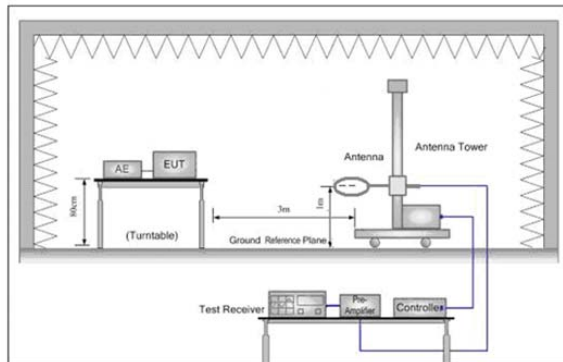 AE
EUT
80cm
(Turntable)
3m
Ground Reference Plane
1m
Antenna
Antenna Tower
Test Receiver
Pre-
Amplifier
Controller